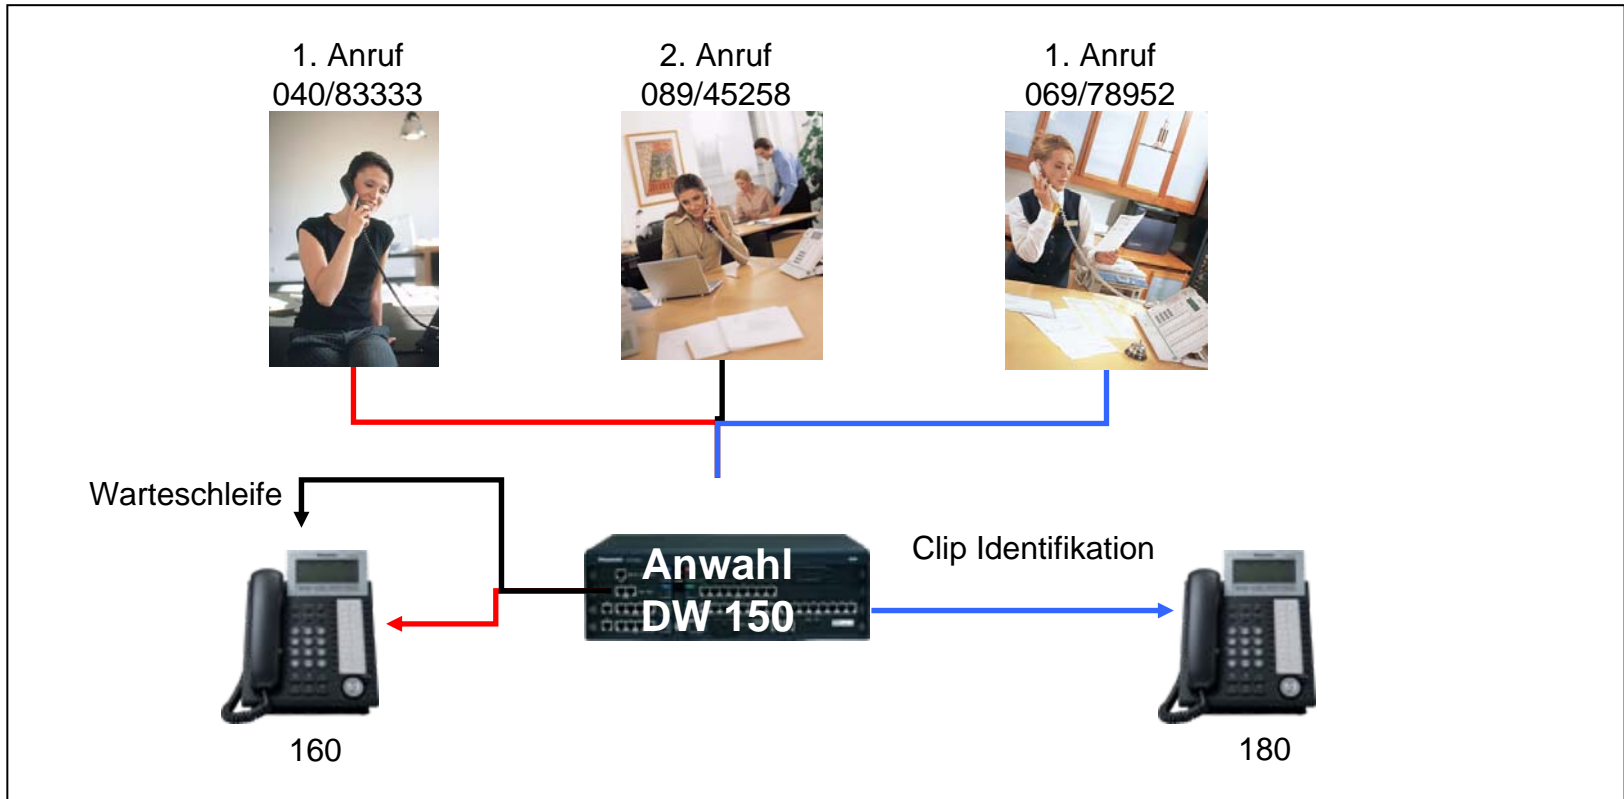 1. Anruf
040/83333
2. Anruf
089/45258
1. Anruf
069/78952
Warteschleife
Anwahl
DW 150
Clip Identifikation
160
180